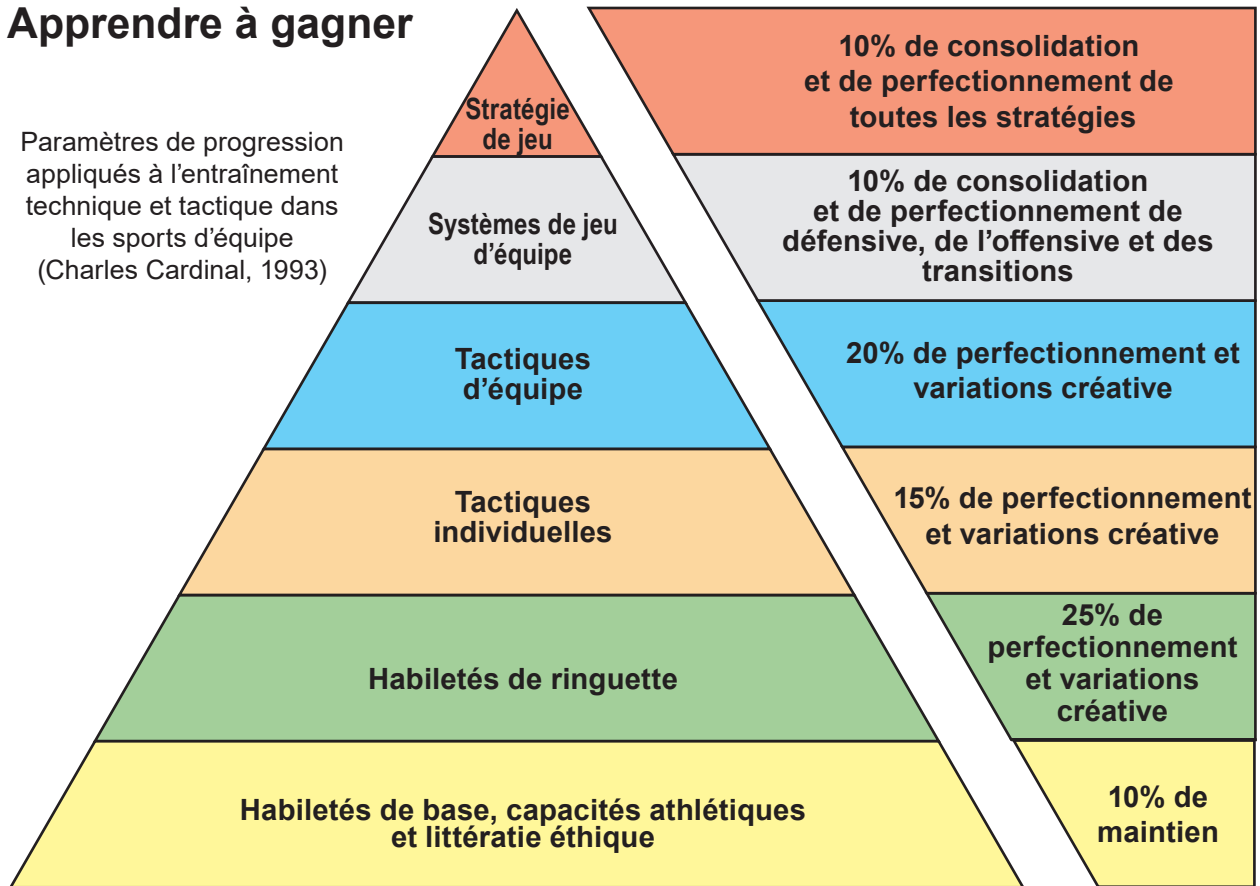 Apprendre à gagner
Paramètres de progression
appliqués à l’entraînement
technique et tactique dans
les sports d’équipe
(Charles Cardinal, 1993)
Stratégie
de jeu
10% de consolidation
et de perfectionnement de
toutes les stratégies
Systèmes de jeu
d’équipe
10% de consolidation
et de perfectionnement de
défensive, de l’offensive et des
transitions
Tactiques
d’équipe
20% de perfectionnement et
variations créative
Tactiques
individuelles
15% de perfectionnement
et variations créative
Habiletés de ringuette
25% de
perfectionnement
et variations
créative
Habiletés de base, capacités athlétiques
et littératie éthique
10% de
maintien